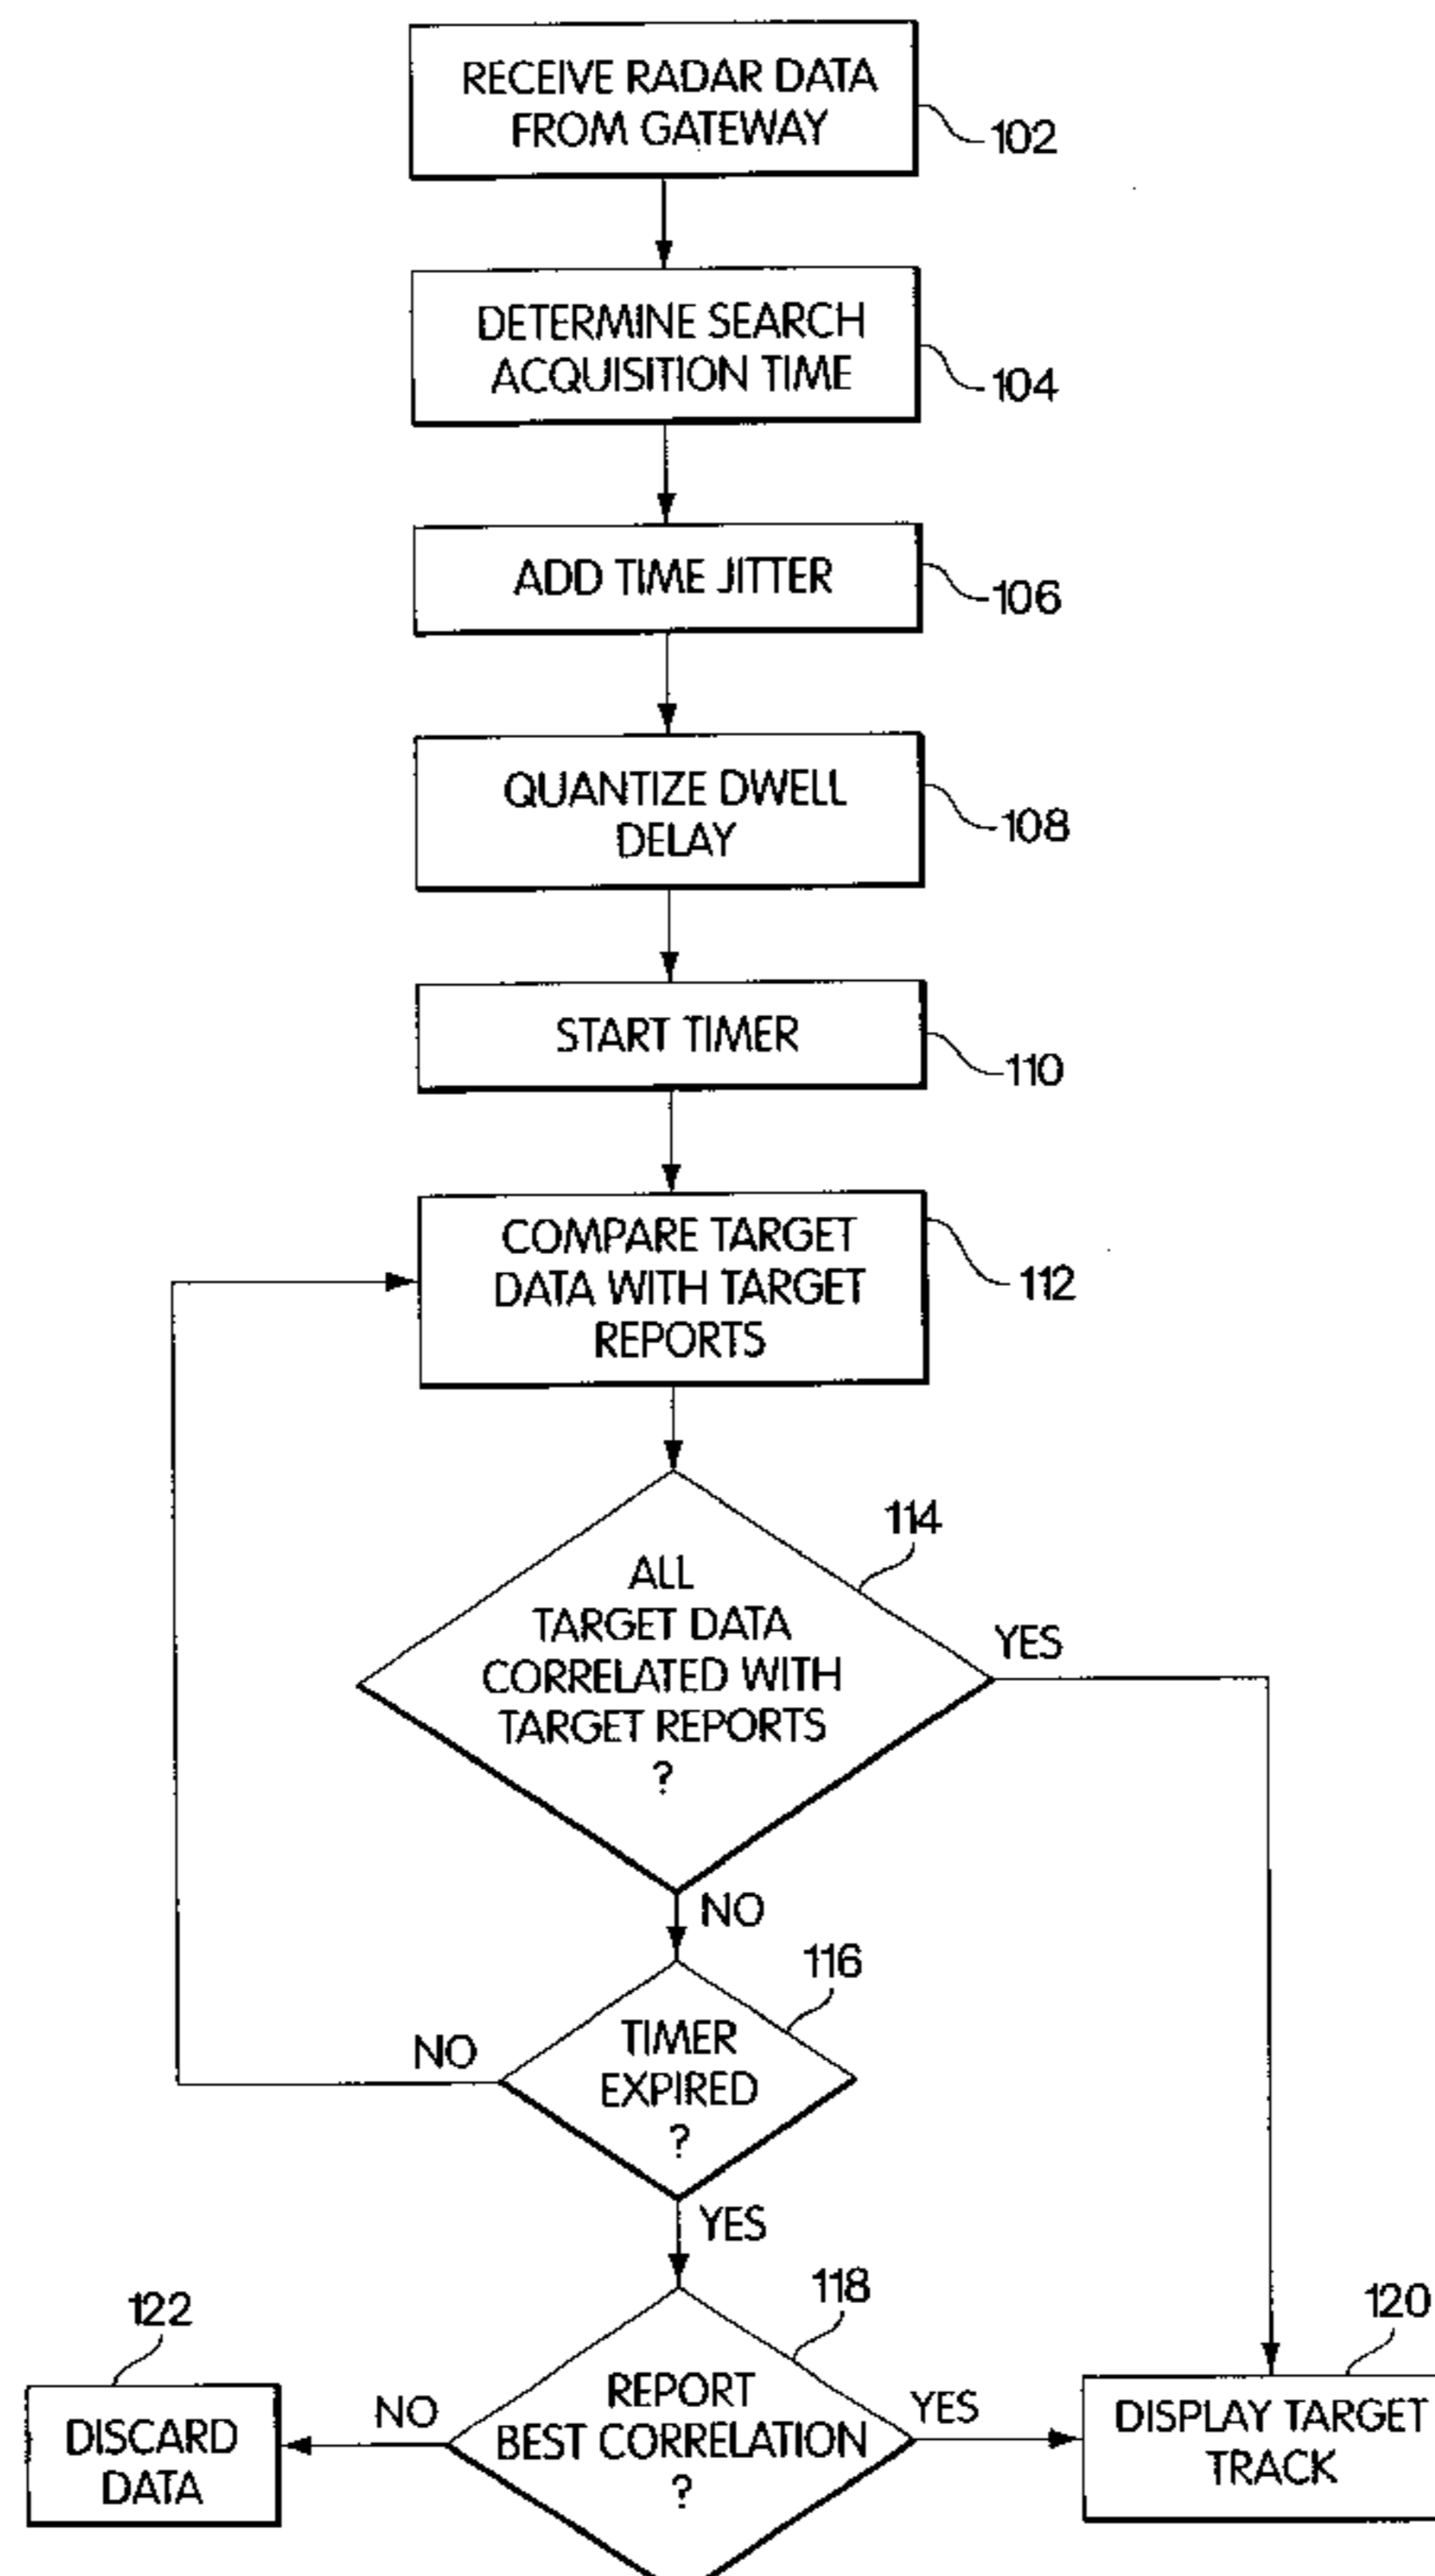 RECEIVE RADAR DATA
FROM GATEWAY
102
DETERMINE SEARCH
ACQUISITION TIME
104
ADD TIME JITTER
106
QUANTIZE DWELL
DELAY
108
START TIMER
110
COMPARE TARGET
DATA WITH TARGET
REPORTS
112
114
ALL
TARGET DATA
CORRELATED WITH
TARGET REPORTS
?
YES
NO
116
TIMER
EXPIRED
?
NO
YES
118
REPORT
BEST CORRELATION
?
NO
YES
122
DISCARD
DATA
120
DISPLAY TARGET
TRACK